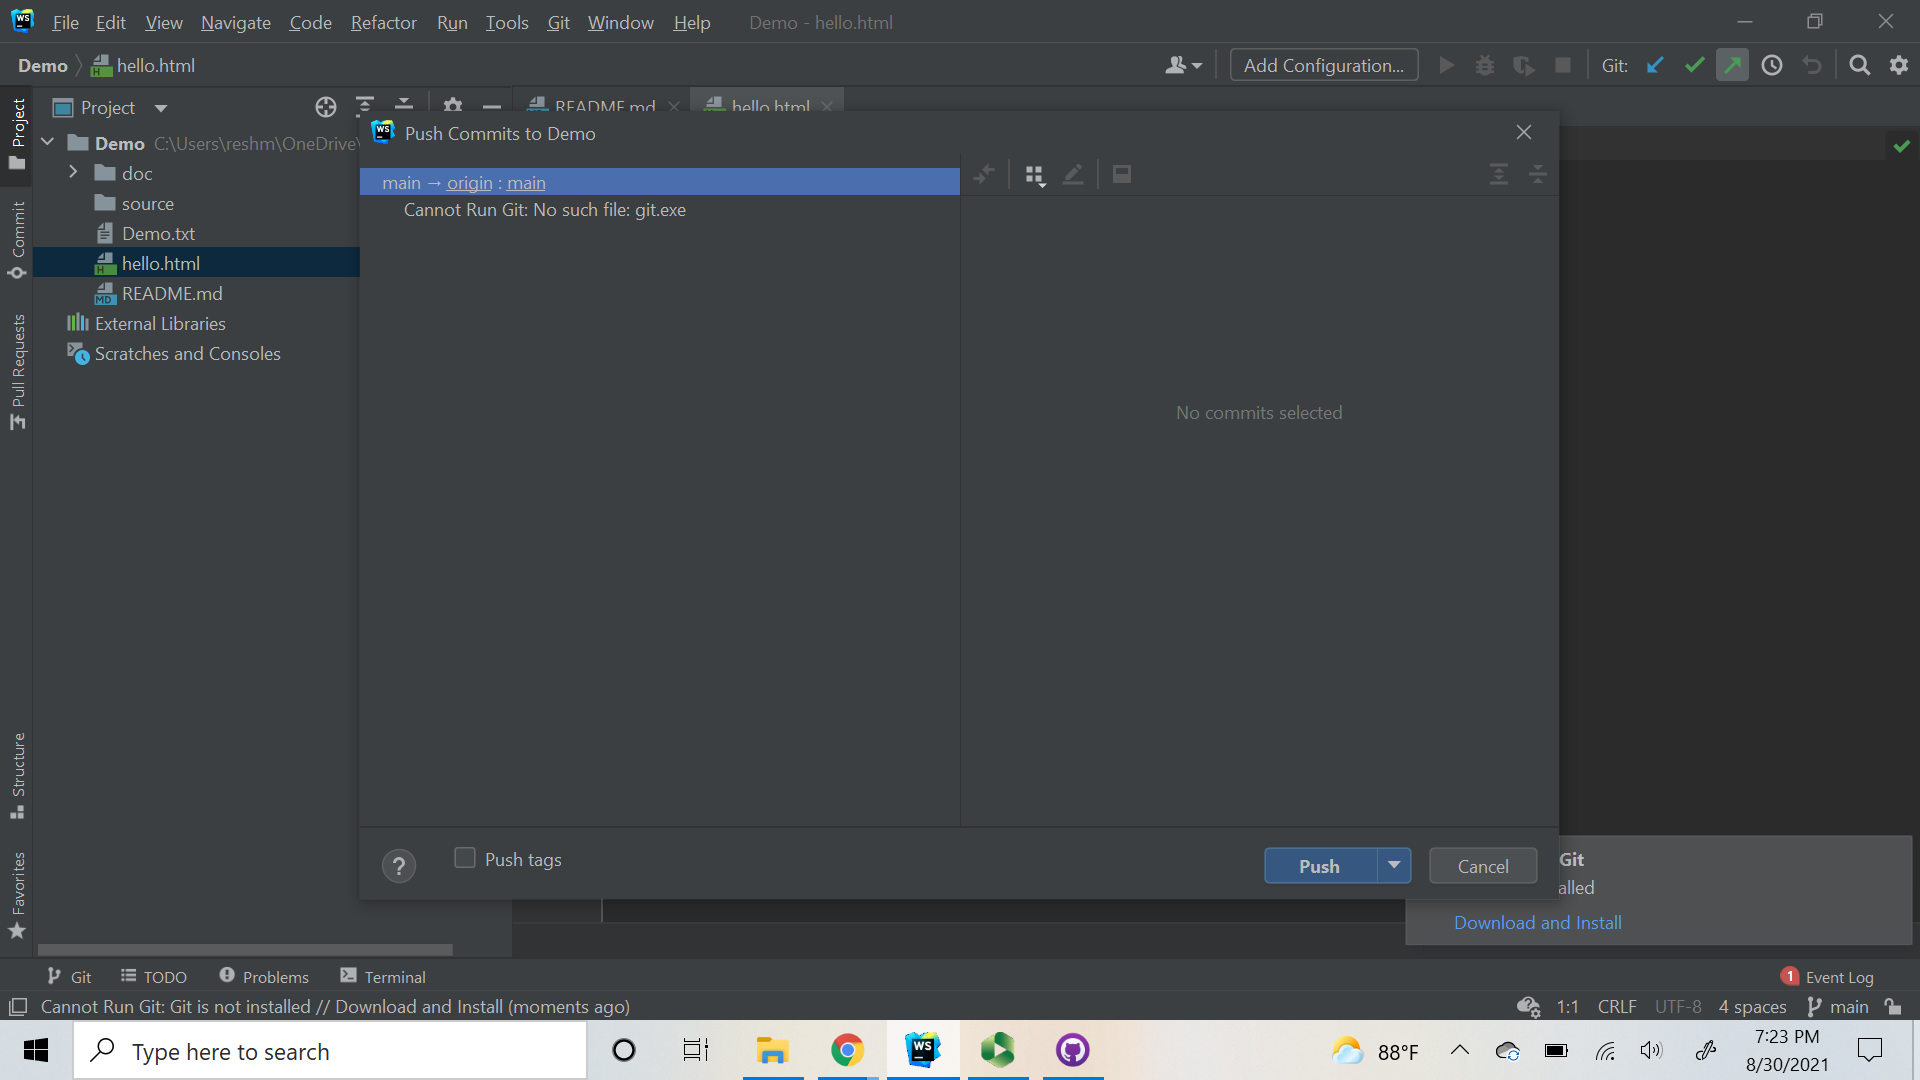 File Edit View Navigate Code Refactor Run Tools Git Window Help Demo - hello.html
Demo hello.html Add Configuration... Git:
Project README.md hello.html
Push Commits to Demo
Demo C:\Users\reshm\OneDrive\
doc
source
Demo.txt
hello.html
README.md
External Libraries
Scratches and Consoles
Project
Commit
Pull Requests
Structure
Favorites
main → origin : main
Cannot Run Git: No such file: git.exe
No commits selected
? Push tags Push Cancel
Git
alled
Download and Install
Git TODO Problems Terminal 1 Event Log
Cannot Run Git: Git is not installed // Download and Install (moments ago) 1:1 CRLF UTF-8 4 spaces main
Type here to search 88°F 7:23 PM
8/30/2021